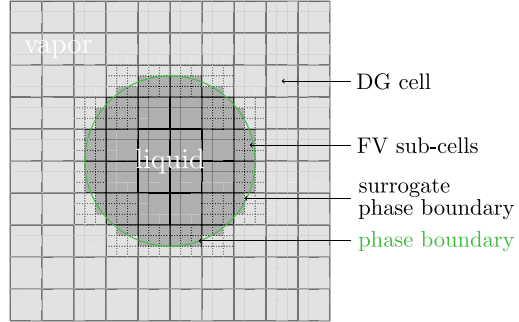 vapor
liquid
DG cell
FV sub-cells
surrogate
phase boundary
phase boundary